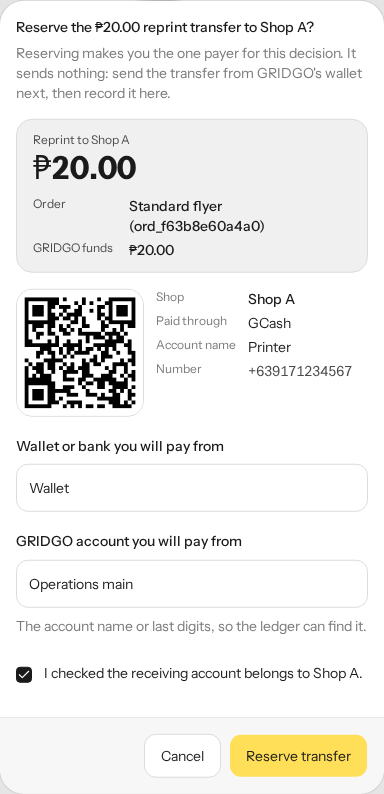 Reserve the ₱20.00 reprint transfer to Shop A?
Reserving makes you the one payer for this decision. It
sends nothing: send the transfer from GRIDGO's wallet
next, then record it here.
Reprint to Shop A
₱20.00
Order Standard flyer
(ord_f63b8e60a4a0)
GRIDGO funds ₱20.00
Shop Shop A
Paid through GCash
Account name Printer
Number +639171234567
Wallet or bank you will pay from
Wallet
GRIDGO account you will pay from
Operations main
The account name or last digits, so the ledger can find it.
I checked the receiving account belongs to Shop A.
Cancel Reserve transfer